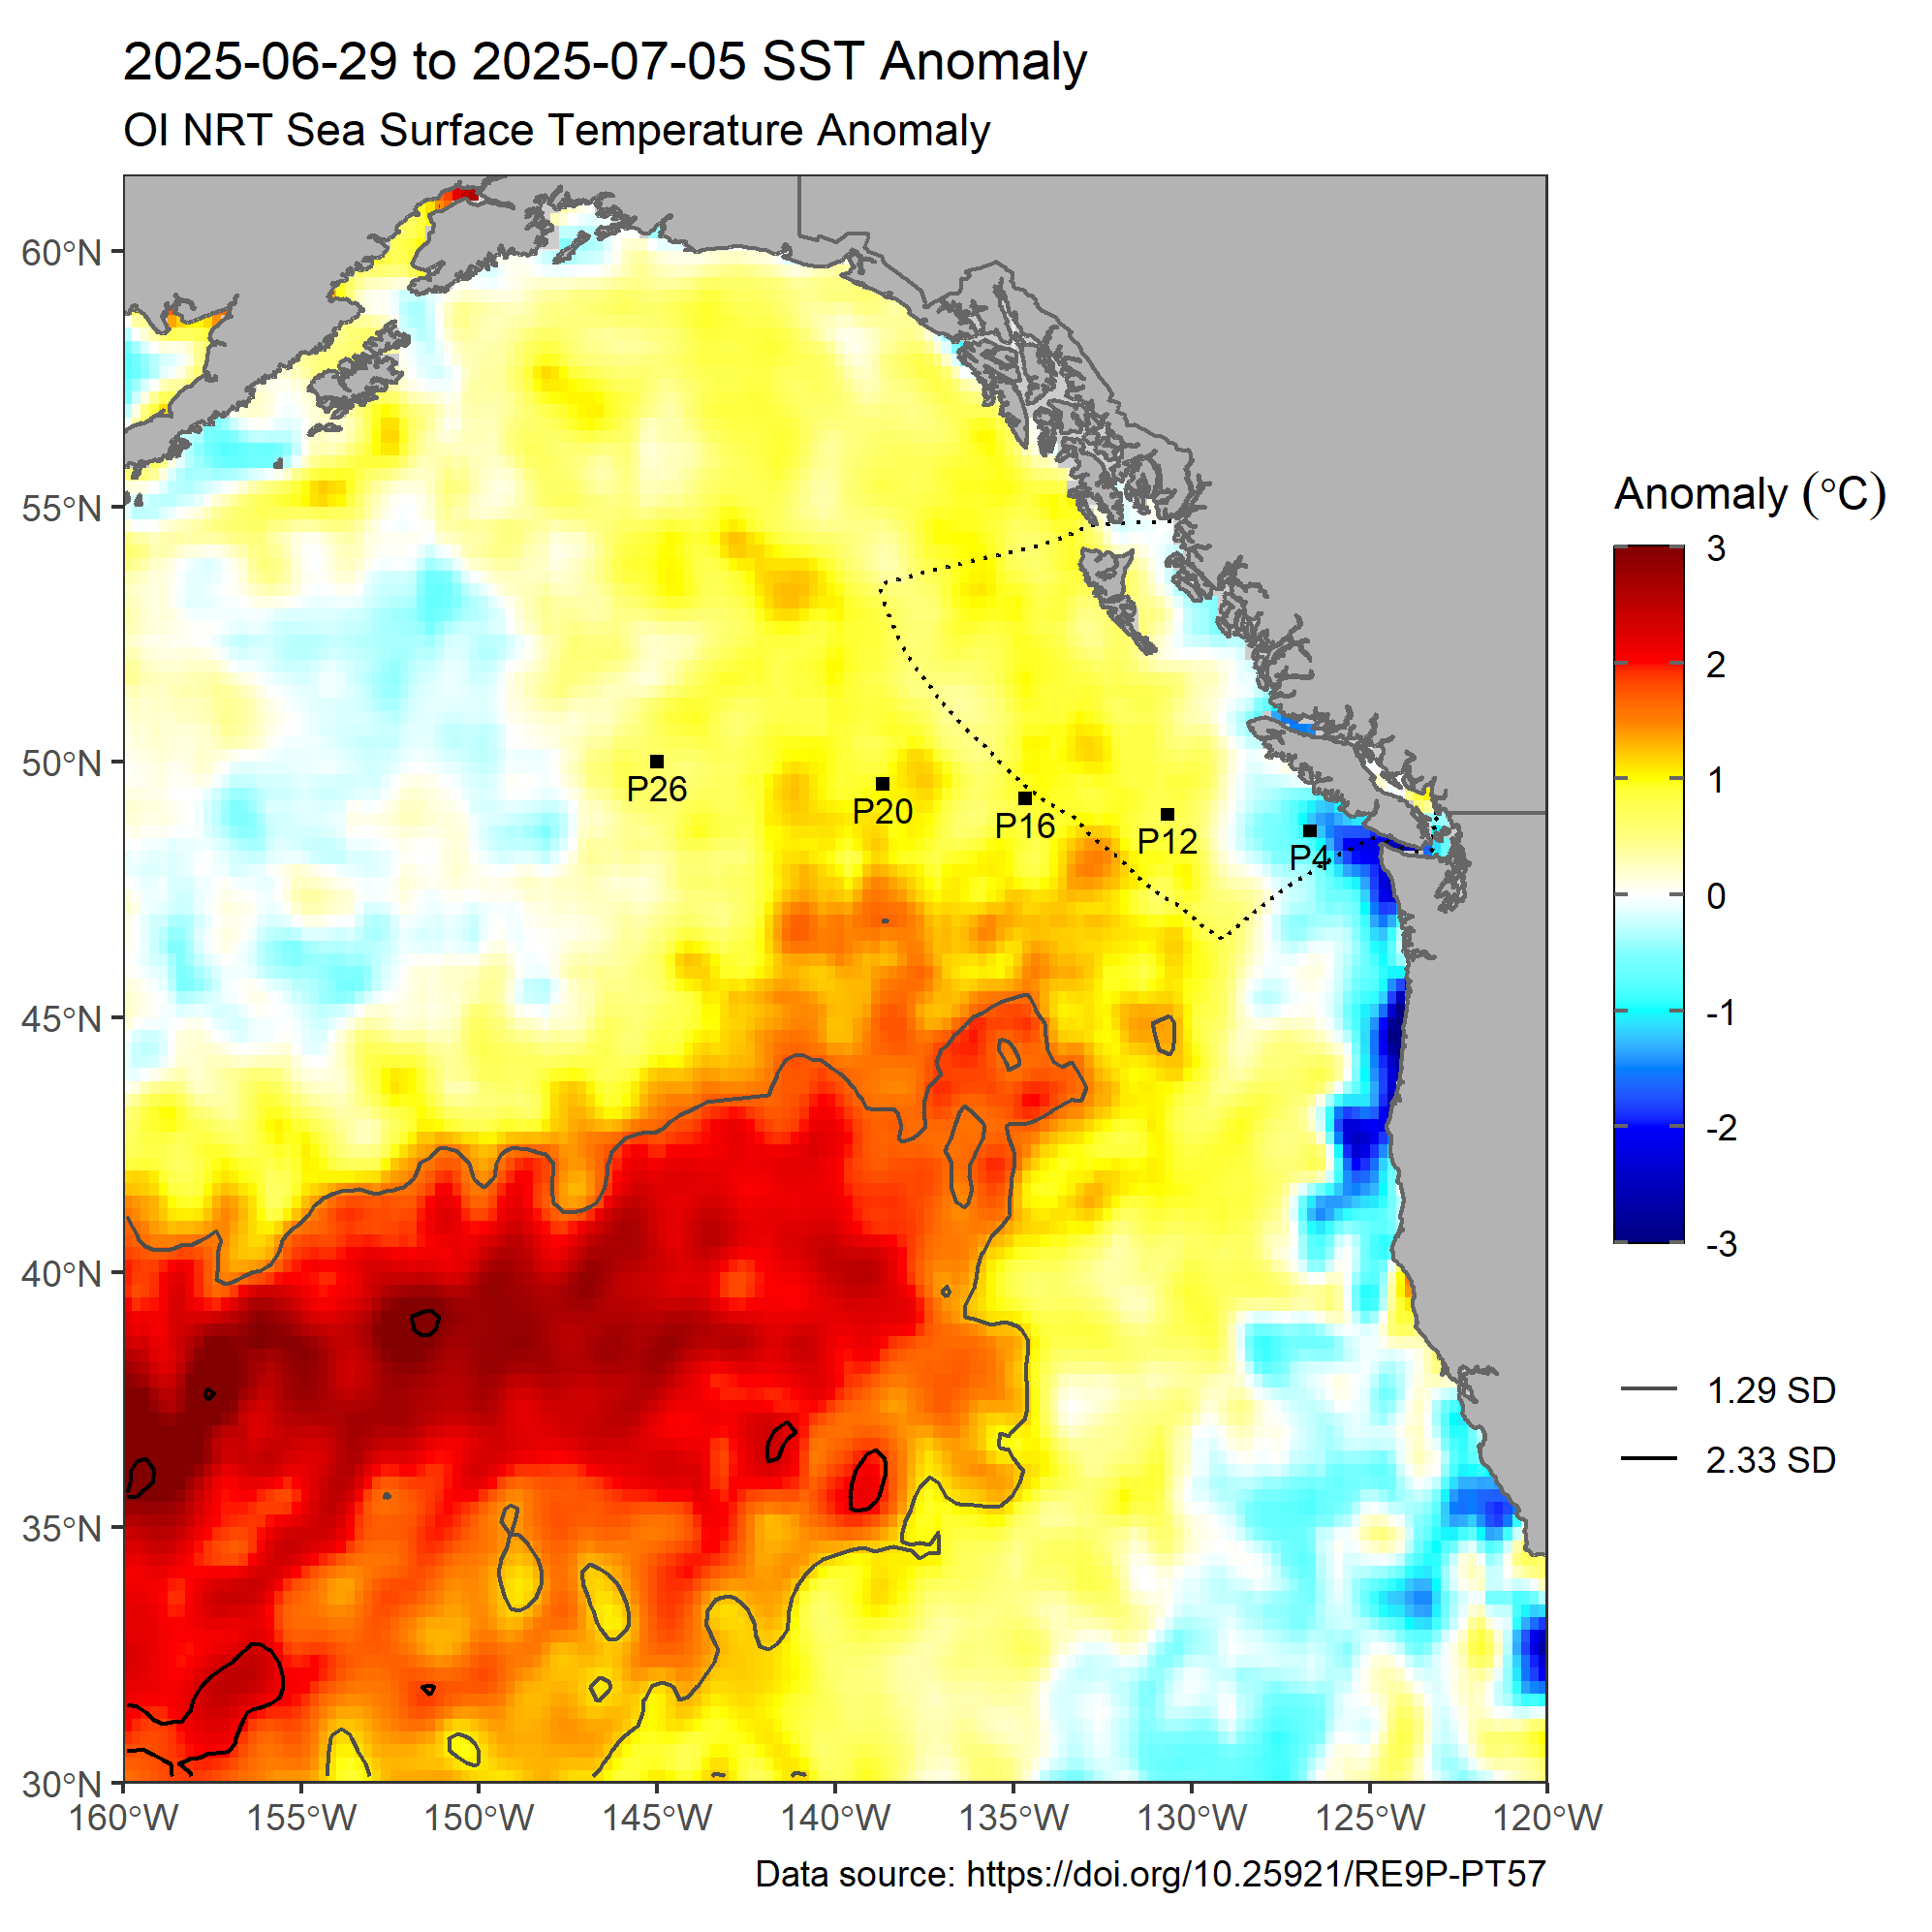 2025-06-29 to 2025-07-05 SST Anomaly
OI NRT Sea Surface Temperature Anomaly
60°N
55°N
50°N
45°N
40°N
35°N
30°N
P26
P20
P16
P12
P4
160°W
155°W
150°W
145°W
140°W
135°W
130°W
125°W
120°W
Anomaly (°C)
3
2
1
0
-1
-2
-3
1.29 SD
2.33 SD
Data source: https://doi.org/10.25921/RE9P-PT57